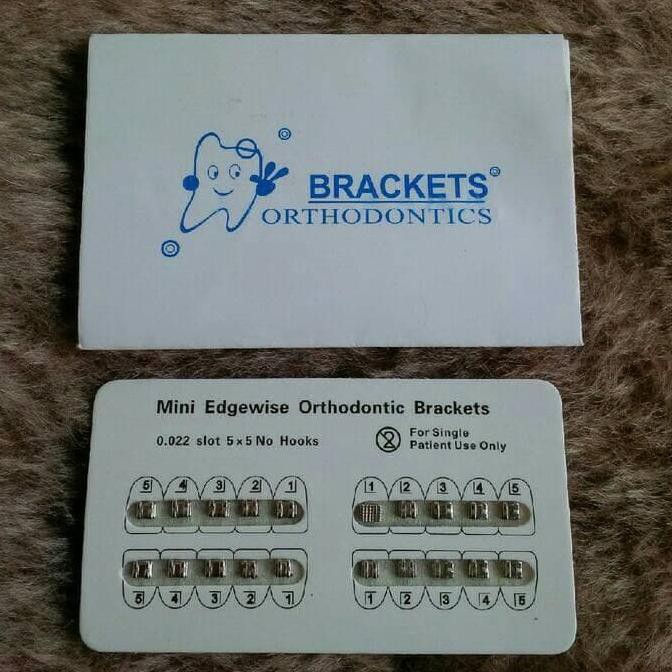 BRACKETS
ORTHODONTICS
Mini Edgewise Orthodontic Brackets
0.022 slot 5×5 No Hooks
For Single
Patient Use Only
5 4 3 2 1
1 2 3 4 5
5 4 3 2 1
1 2 3 4 5